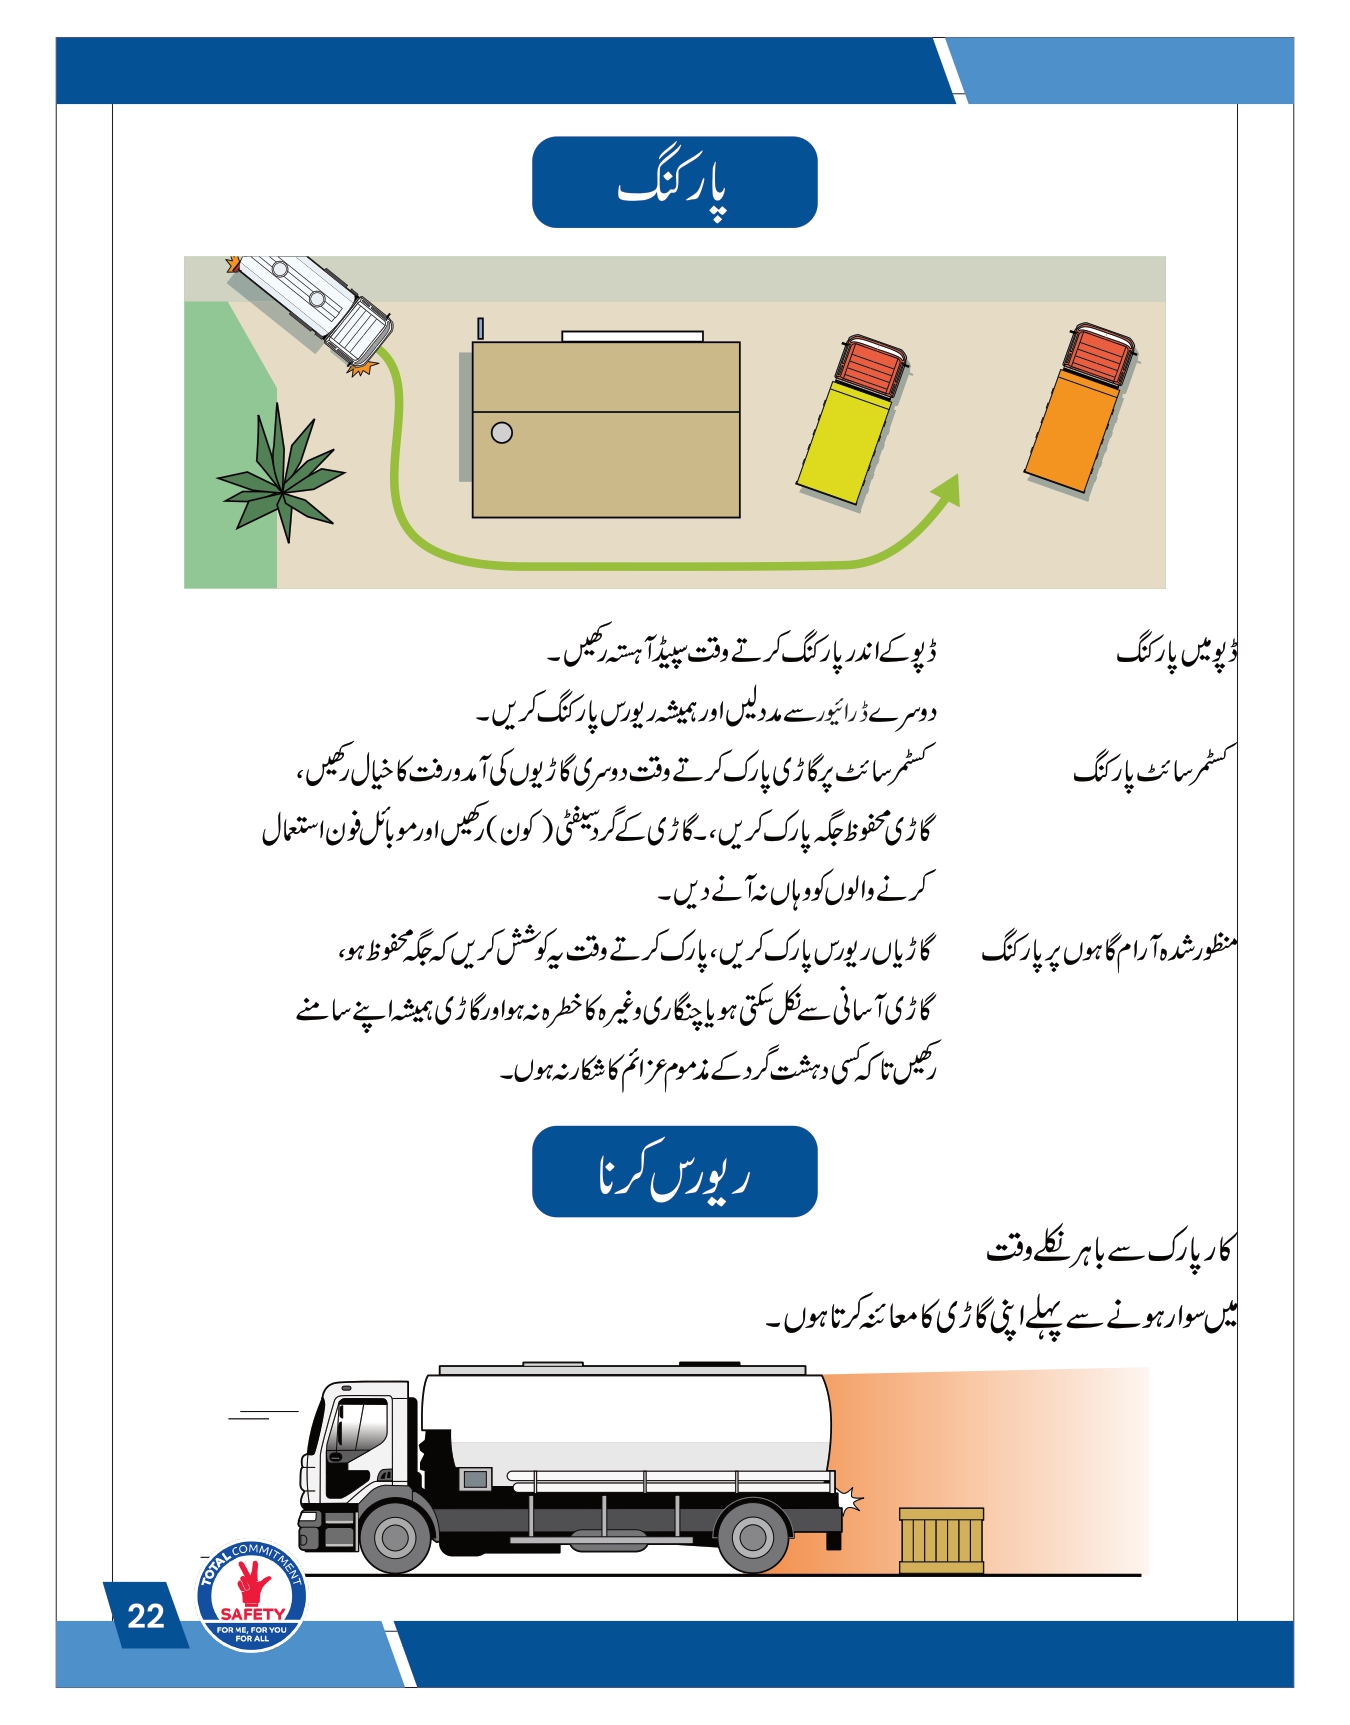 پارکنگ
ڈپو میں پارکنگ
ڈپو کے اندر پارکنگ کرتے وقت سپیڈ آہستہ رکھیں۔
دوسرے ڈرائیور سے مدد لیں اور ہمیشہ ریورس پارکنگ کریں۔
کسٹمر سائٹ پارکنگ
کسٹمر سائٹ پر گاڑی پارک کرتے وقت دوسری گاڑیوں کی آمدورفت کا خیال رکھیں،
گاڑی محفوظ جگہ پارک کریں،۔ گاڑی کے گرد سیفٹی (کون) رکھیں اور موبائل فون استعمال
کرنے والوں کو وہاں نہ آنے دیں۔
منظور شدہ آرام گاہوں پر پارکنگ
گاڑیاں ریورس پارک کریں، پارک کرتے وقت یہ کوشش کریں کہ جگہ محفوظ ہو،
گاڑی آسانی سے نکل سکتی ہو یا چنگاری وغیرہ کا خطرہ نہ ہو اور گاڑی ہمیشہ اپنے سامنے
رکھیں تاکہ کسی دہشت گرد کے مذموم عزائم کا شکار نہ ہوں۔
ریورس کرنا
کار پارک سے باہر نکلے وقت
میں سوار ہونے سے پہلے اپنی گاڑی کا معائنہ کرتا ہوں۔
TOTAL COMMITMENT
SAFETY
FOR ME, FOR YOU
FOR ALL
22